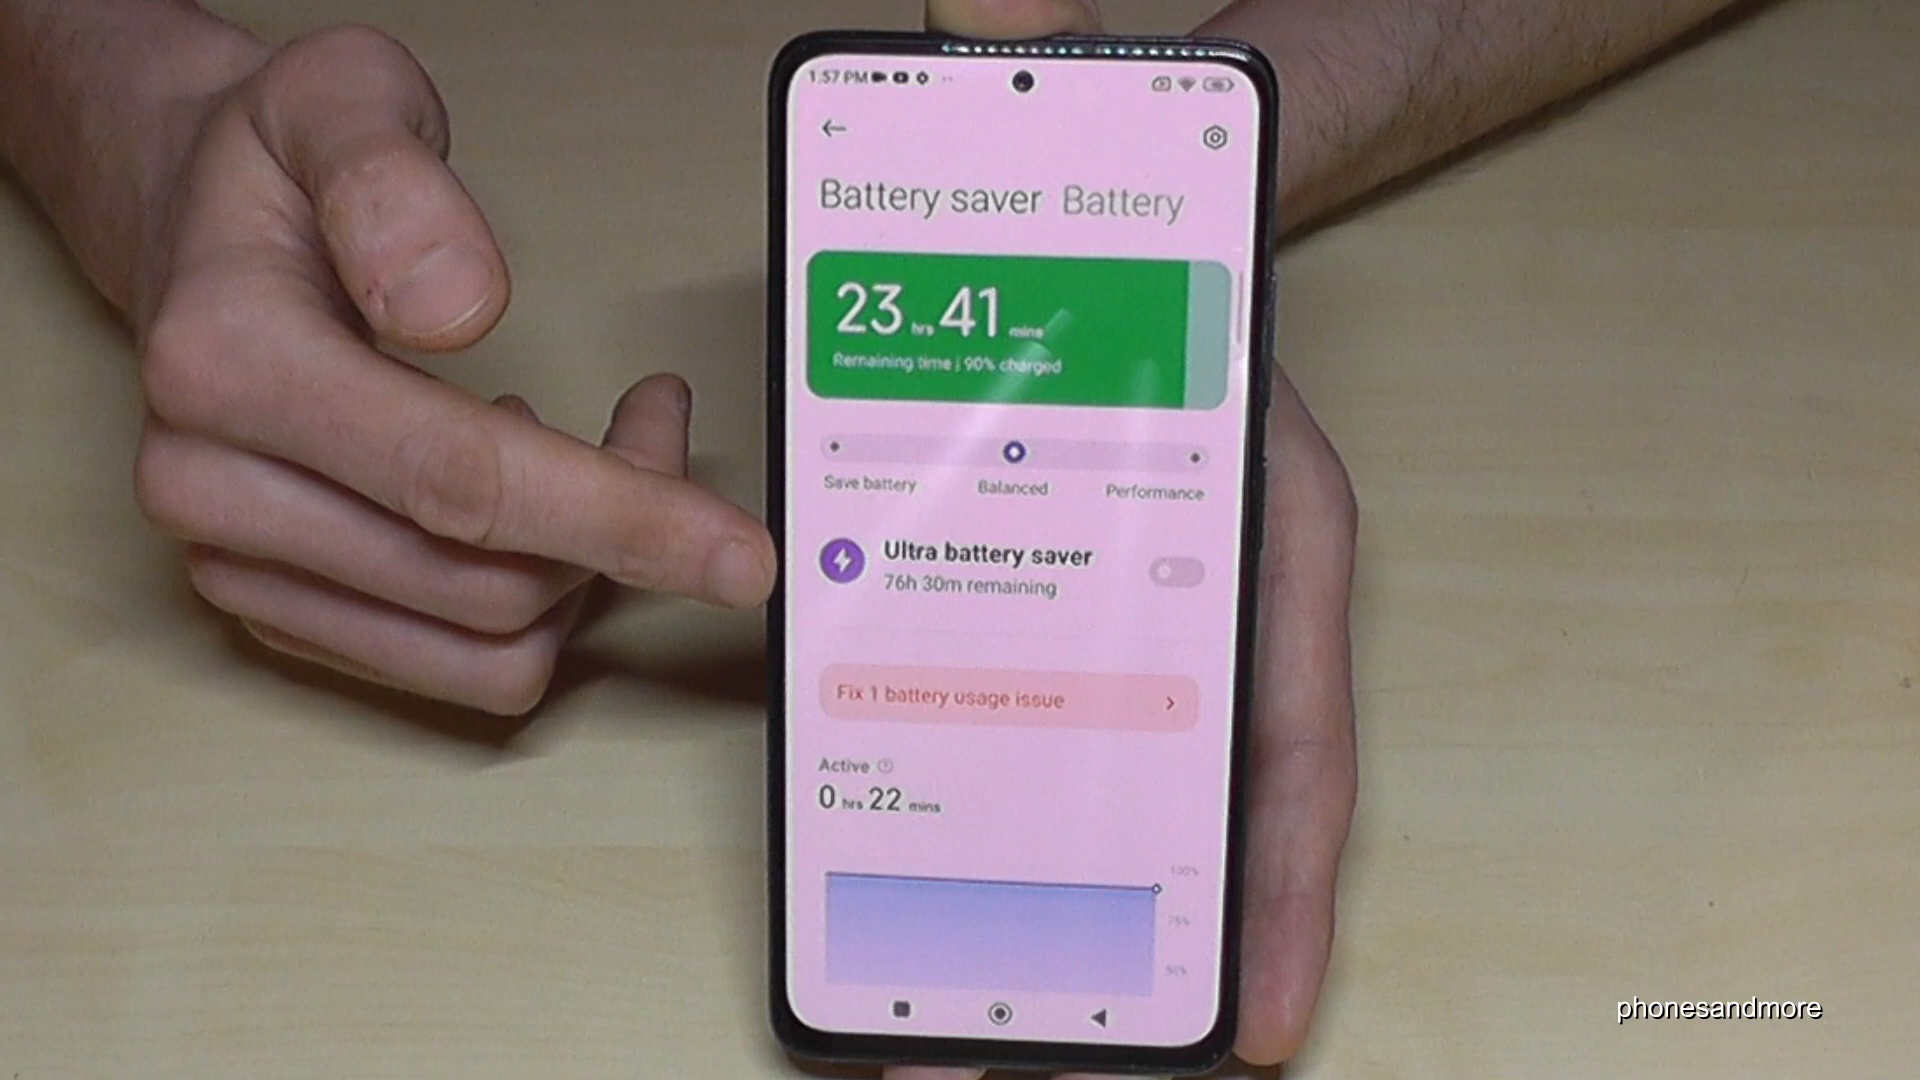 1:57 PM
Battery saver Battery
23 hrs 41 mins
Remaining time | 90% charged
Save battery Balanced Performance
Ultra battery saver
76h 30m remaining
Fix 1 battery usage issue
Active
0 hrs 22 mins
100%
75%
50%
phonesandmore